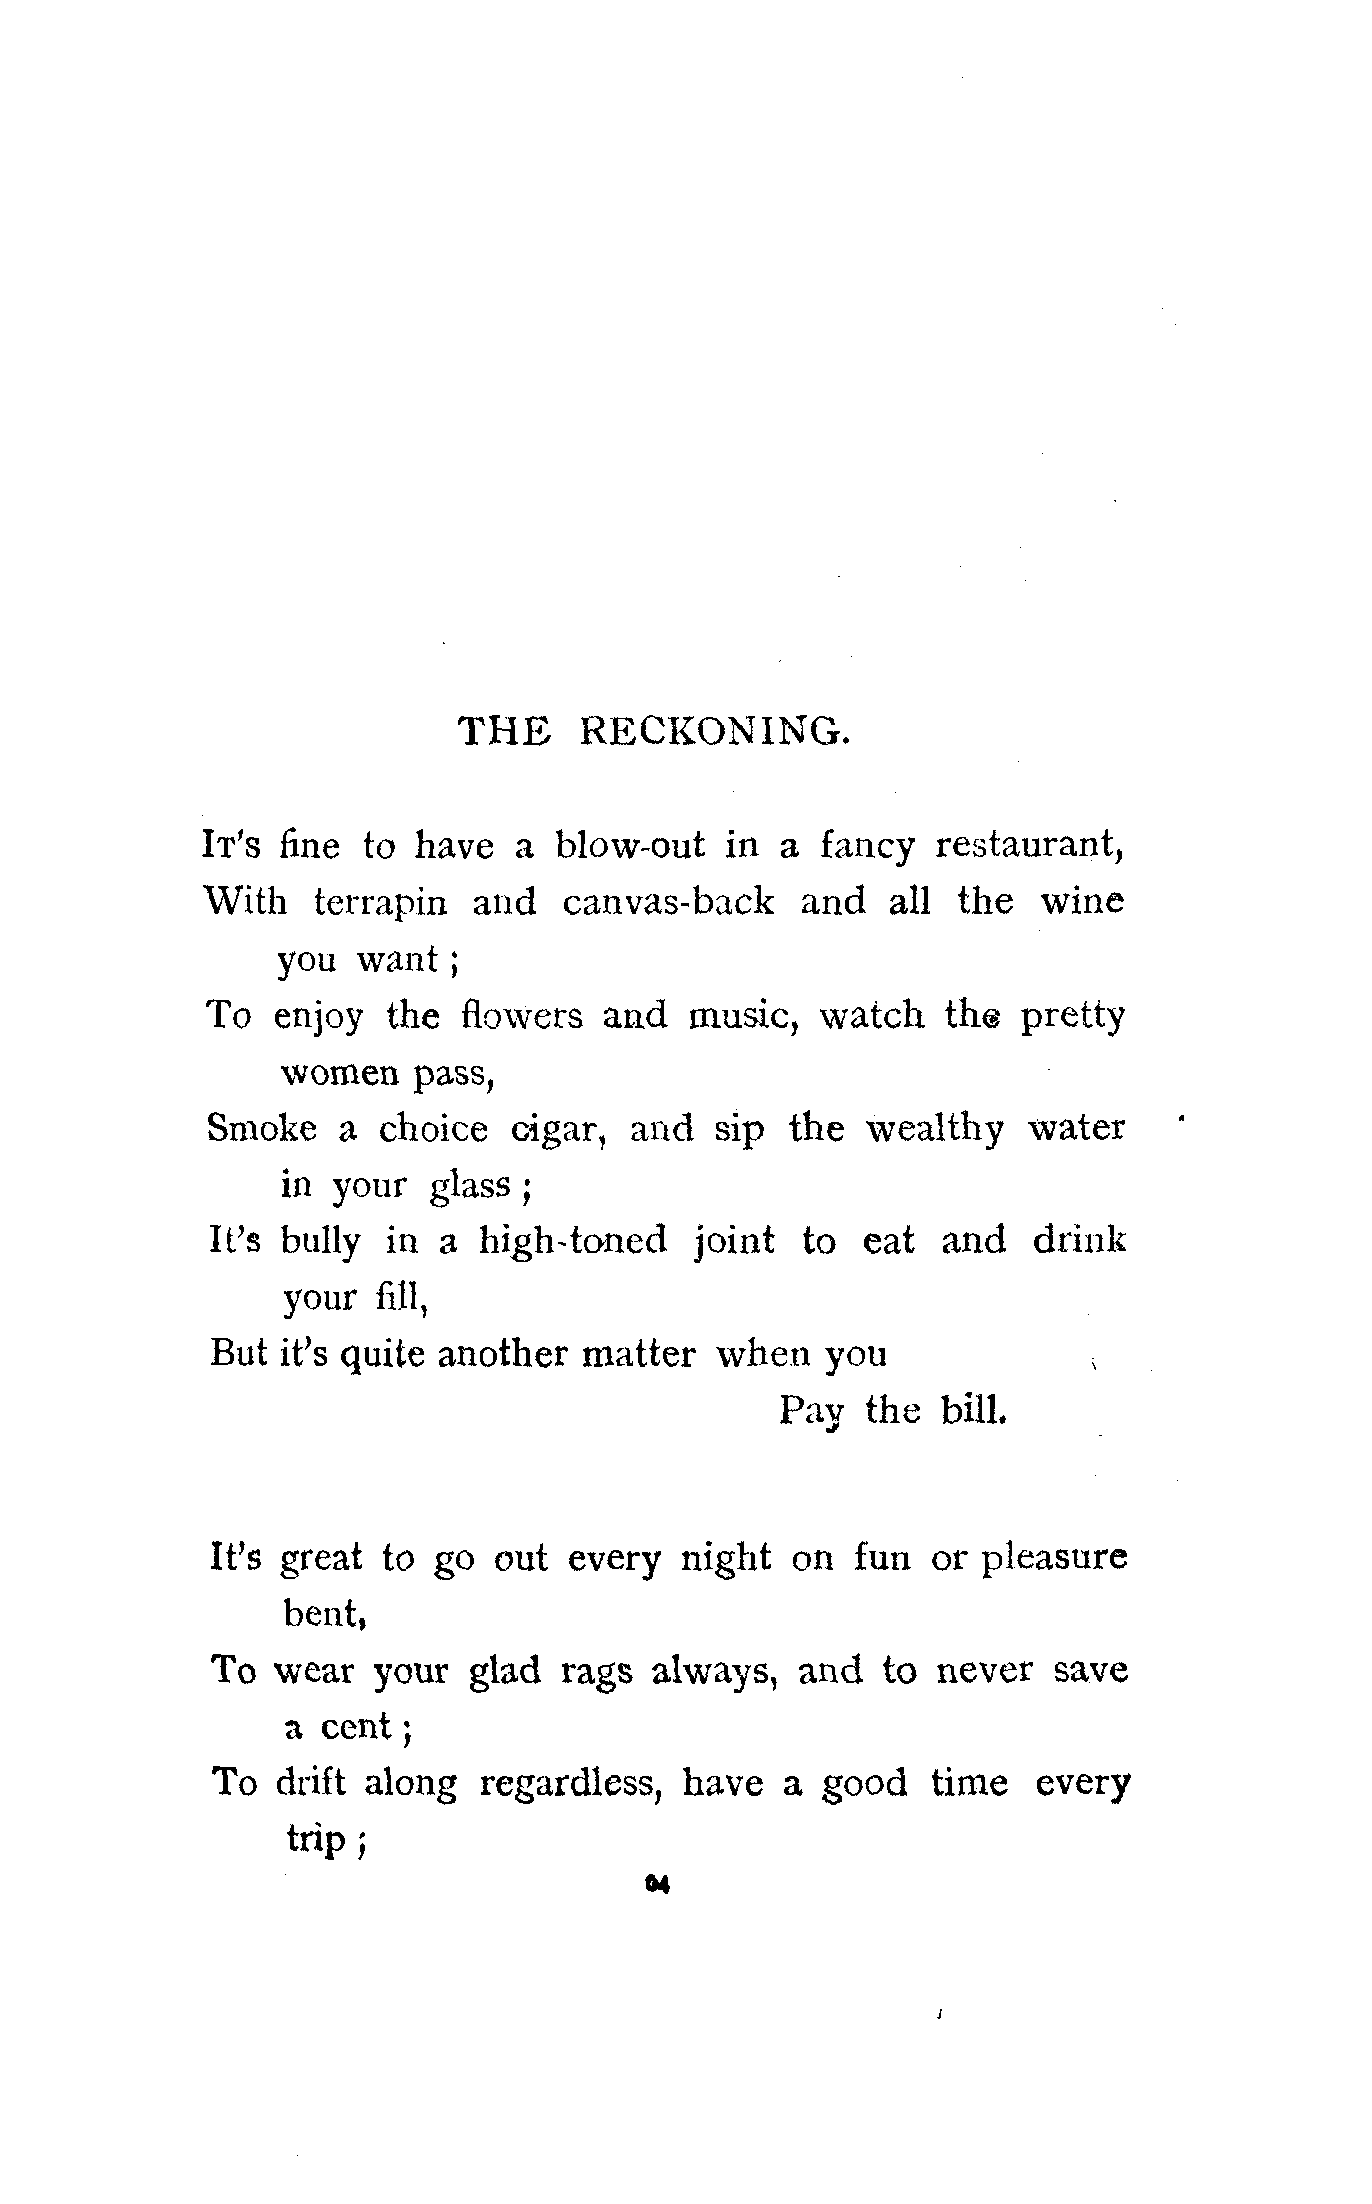 THE RECKONING.
IT'S fine to have a blow-out in a fancy restaurant,
With terrapin and canvas-back and all the wine
you want ;
To enjoy the flowers and music, watch the pretty
women pass,
Smoke a choice cigar, and sip the wealthy water
in your glass ;
It's bully in a high-toned joint to eat and drink
your fill,
But it's quite another matter when you
Pay the bill.
It's great to go out every night on fun or pleasure
bent,
To wear your glad rags always, and to never save
a cent ;
To drift along regardless, have a good time every
trip ;
94